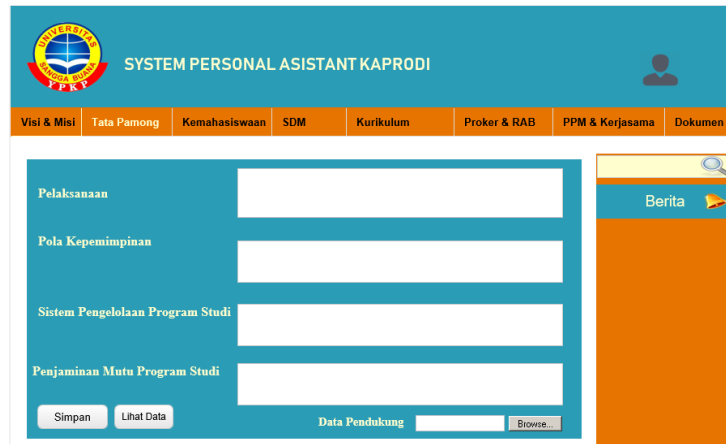 UNIVERSITAS
SANGGA BUANA
YPKP
SYSTEM PERSONAL ASISTANT KAPRODI
Visi & Misi Tata Pamong Kemahasiswaan SDM Kurikulum Proker & RAB PPM & Kerjasama Dokumen
Berita
Pelaksanaan
Pola Kepemimpinan
Sistem Pengelolaan Program Studi
Penjaminan Mutu Program Studi
Simpan Lihat Data
Data Pendukung Browse...